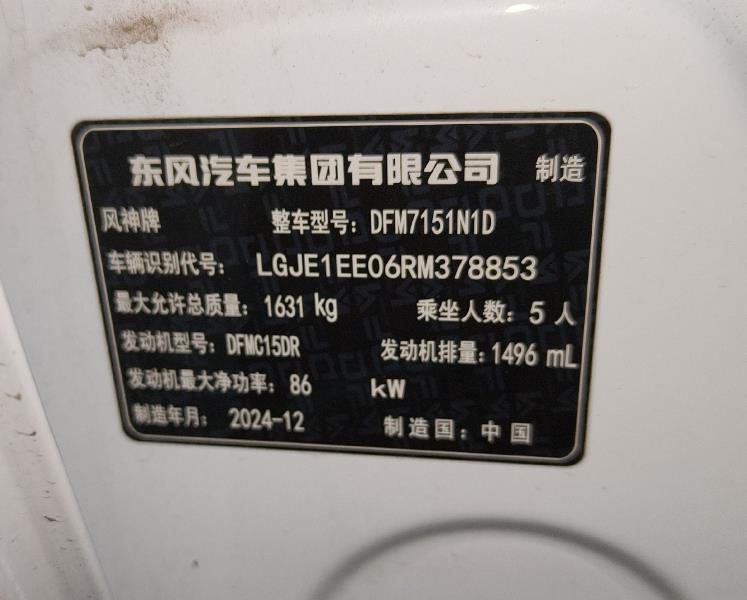 东风汽车集团有限公司 制造
风神牌 整车型号：DFM7151N1D
车辆识别代号：LGJE1EE06RM378853
最大允许总质量：1631 kg 乘坐人数：5 人
发动机型号：DFMC15DR 发动机排量：1496 mL
发动机最大净功率：86 kW
制造年月：2024-12 制造国：中国